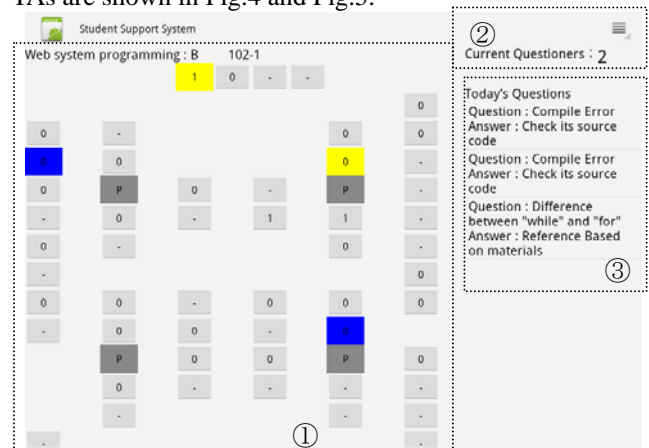 TAs are shown in Fig.4 and Fig.5.
Student Support System
Web system programming : B 102-1
1 0 - -
0
0 - 0 0
0 0 0 -
0 P 0 - P -
- 0 - 1 1 -
0 - 0 -
- 0
0 0 - 0 0 0
- 0 0 - 0
P 0 0 P 0
0 - - - -
- - -
- -
①
②
Current Questioners : 2
Today's Questions
Question : Compile Error
Answer : Check its source
code
Question : Compile Error
Answer : Check its source
code
Question : Difference
between "while" and "for"
Answer : Reference Based
on materials
③